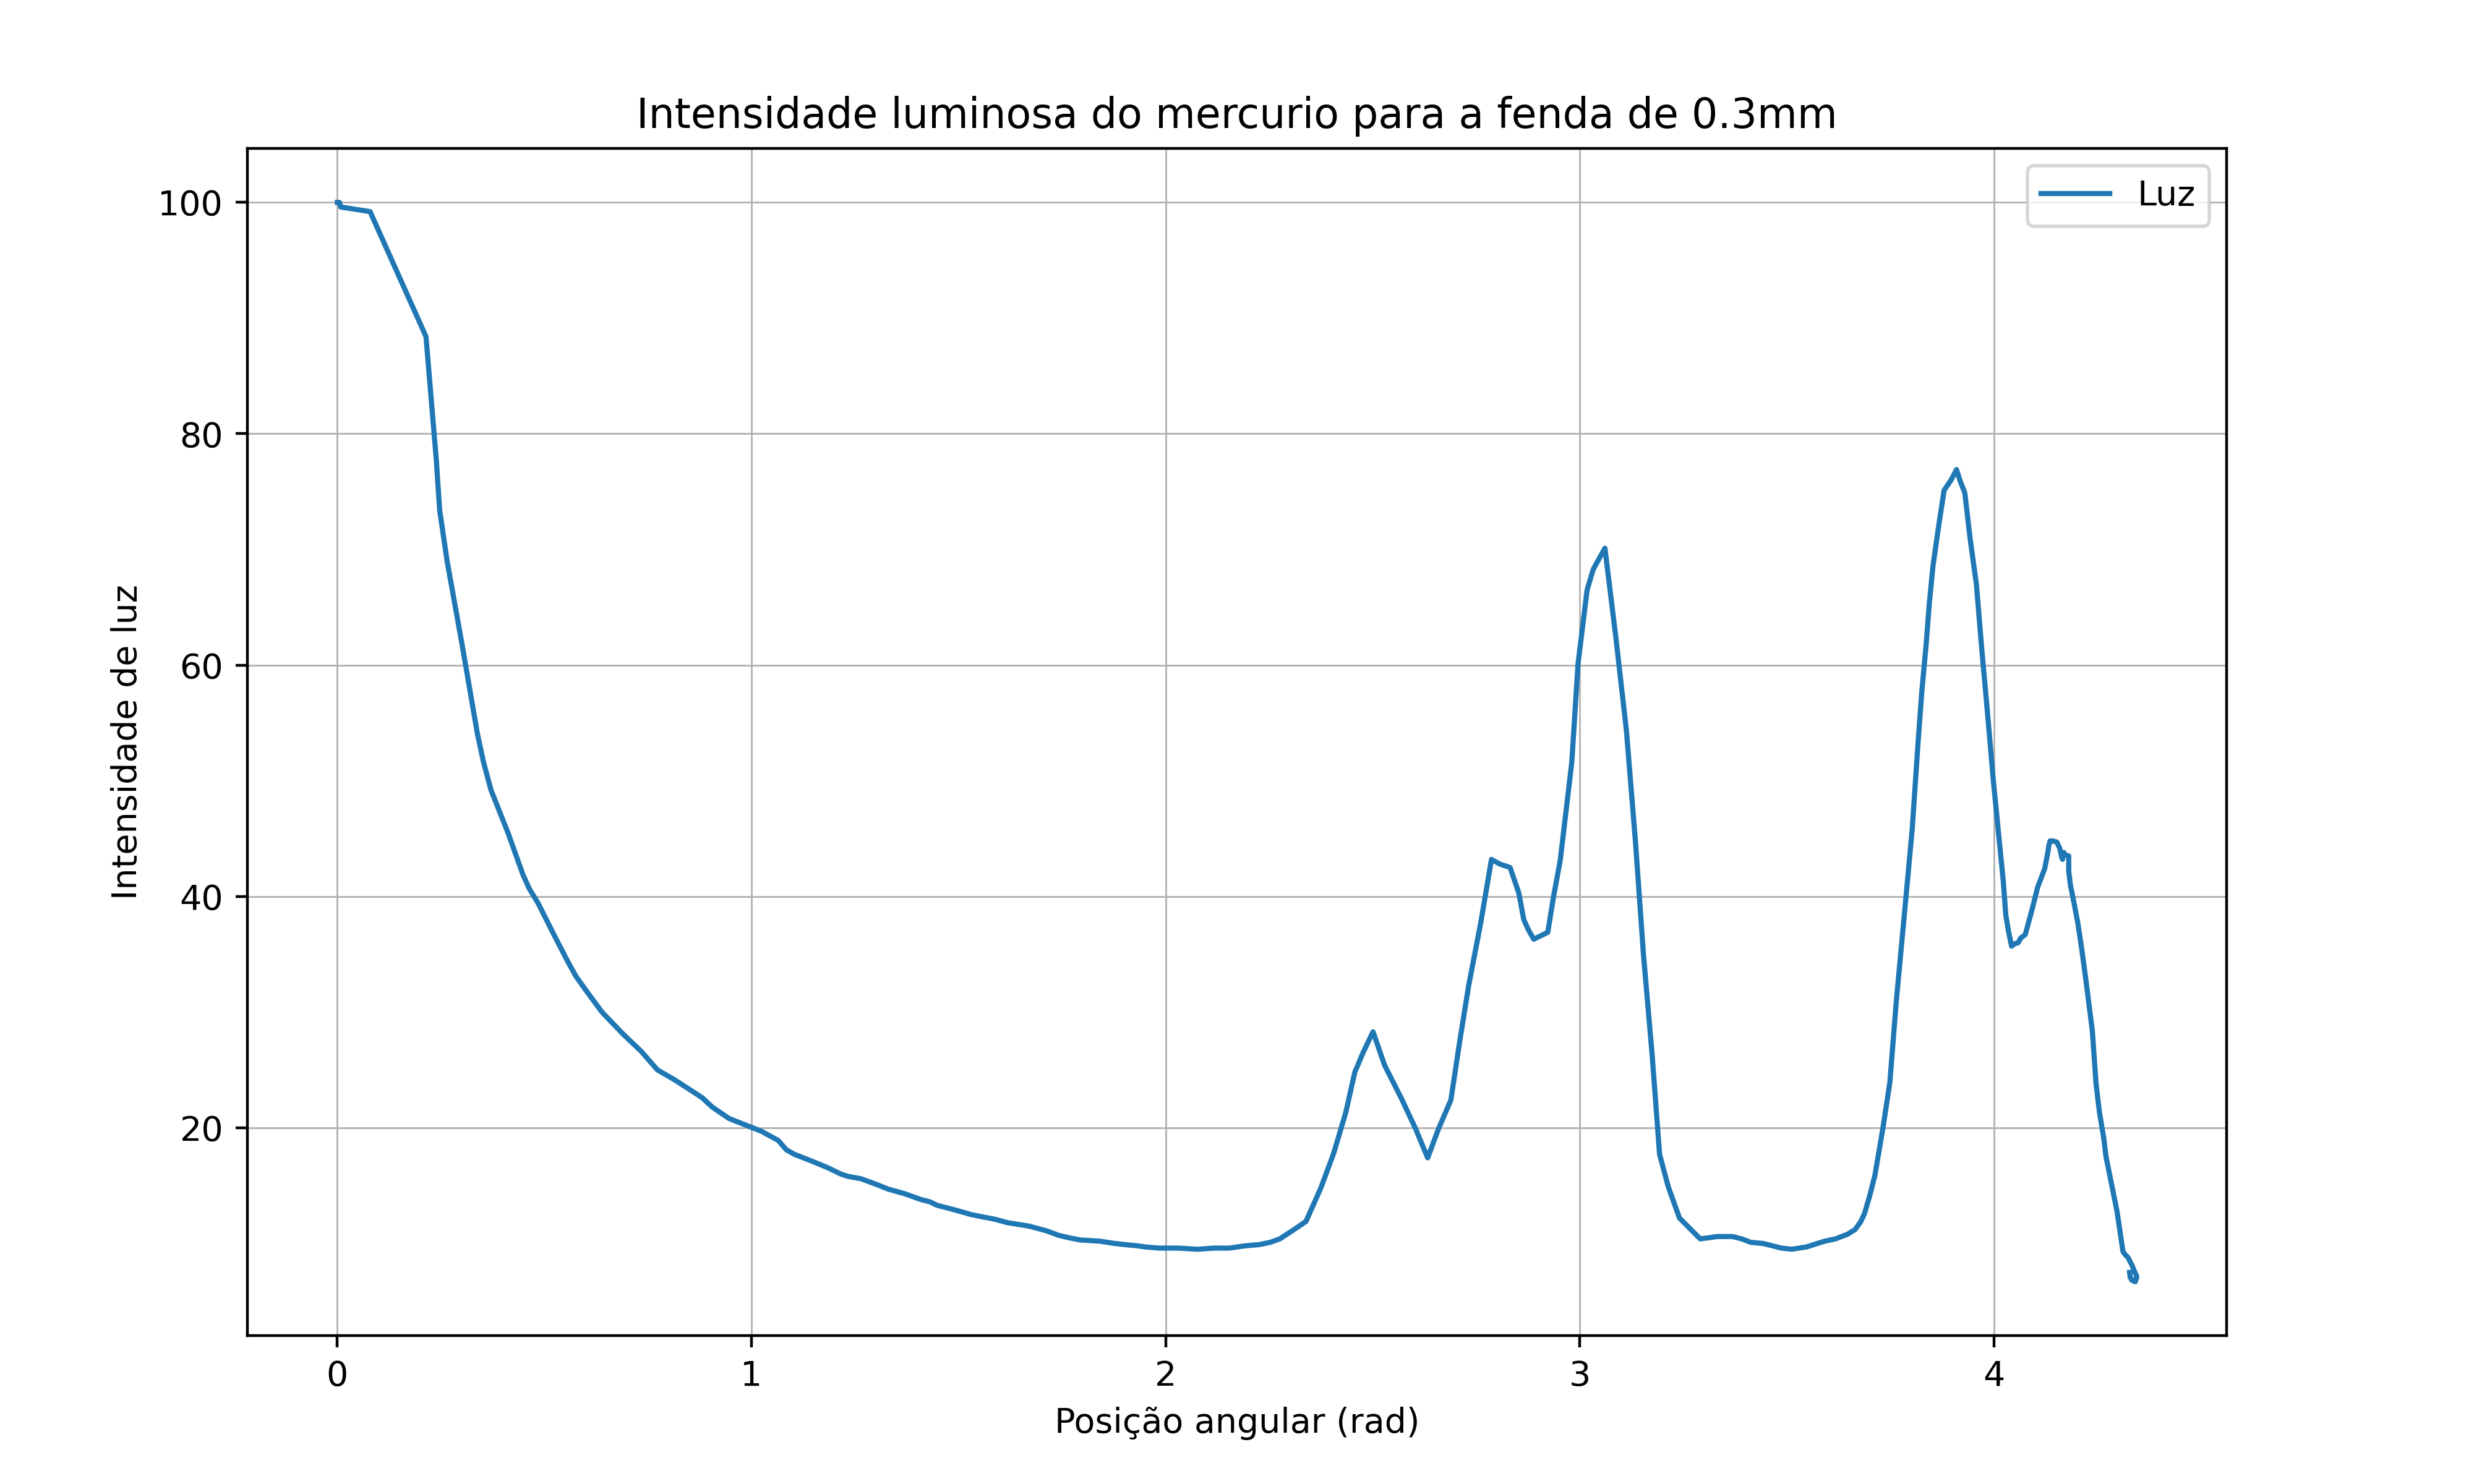 Intensidade luminosa do mercurio para a fenda de 0.3mm
Luz
100
80
60
40
20
Intensidade de luz
0 1 2 3 4
Posição angular (rad)